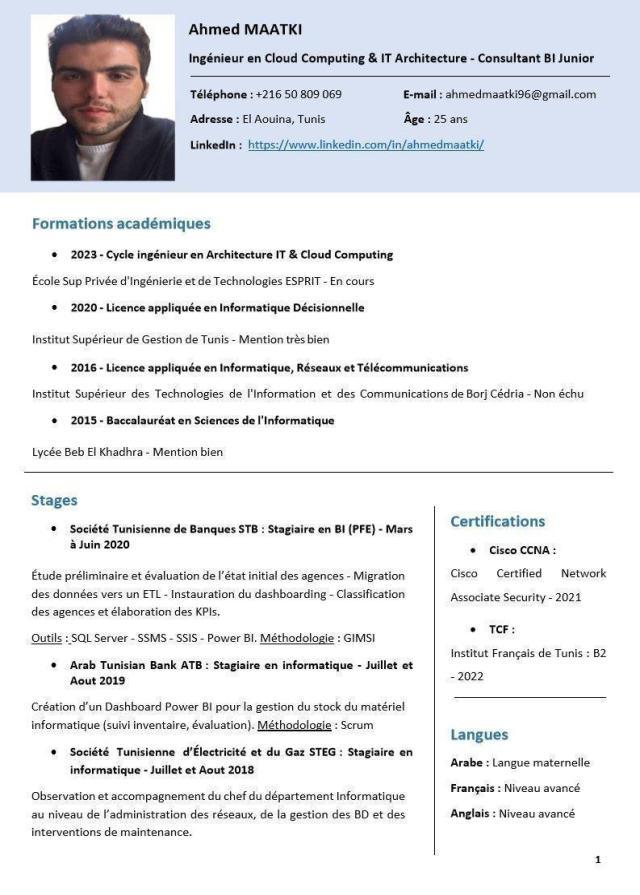 Ahmed MAATKI
Ingénieur en Cloud Computing & IT Architecture - Consultant BI Junior
Téléphone : +216 50 809 069 E-mail : ahmedmaatki96@gmail.com
Adresse : El Aouina, Tunis Âge : 25 ans
LinkedIn : https://www.linkedin.com/in/ahmedmaatki/
Formations académiques
• 2023 - Cycle ingénieur en Architecture IT & Cloud Computing
École Sup Privée d'Ingénierie et de Technologies ESPRIT - En cours
• 2020 - Licence appliquée en Informatique Décisionnelle
Institut Supérieur de Gestion de Tunis - Mention très bien
• 2016 - Licence appliquée en Informatique, Réseaux et Télécommunications
Institut Supérieur des Technologies de l'Information et des Communications de Borj Cédria - Non échu
• 2015 - Baccalauréat en Sciences de l'Informatique
Lycée Beb El Khadhra - Mention bien
Stages
• Société Tunisienne de Banques STB : Stagiaire en BI (PFE) - Mars
à Juin 2020
Étude préliminaire et évaluation de l’état initial des agences - Migration
des données vers un ETL - Instauration du dashboarding - Classification
des agences et élaboration des KPIs.
Outils : SQL Server - SSMS - SSIS - Power BI. Méthodologie : GIMSI
• Arab Tunisian Bank ATB : Stagiaire en informatique - Juillet et
Aout 2019
Création d’un Dashboard Power BI pour la gestion du stock du matériel
informatique (suivi inventaire, évaluation). Méthodologie : Scrum
• Société Tunisienne d’Électricité et du Gaz STEG : Stagiaire en
informatique - Juillet et Aout 2018
Observation et accompagnement du chef du département Informatique
au niveau de l’administration des réseaux, de la gestion des BD et des
interventions de maintenance.
Certifications
• Cisco CCNA :
Cisco Certified Network
Associate Security - 2021
• TCF :
Institut Français de Tunis : B2
- 2022
Langues
Arabe : Langue maternelle
Français : Niveau avancé
Anglais : Niveau avancé
1